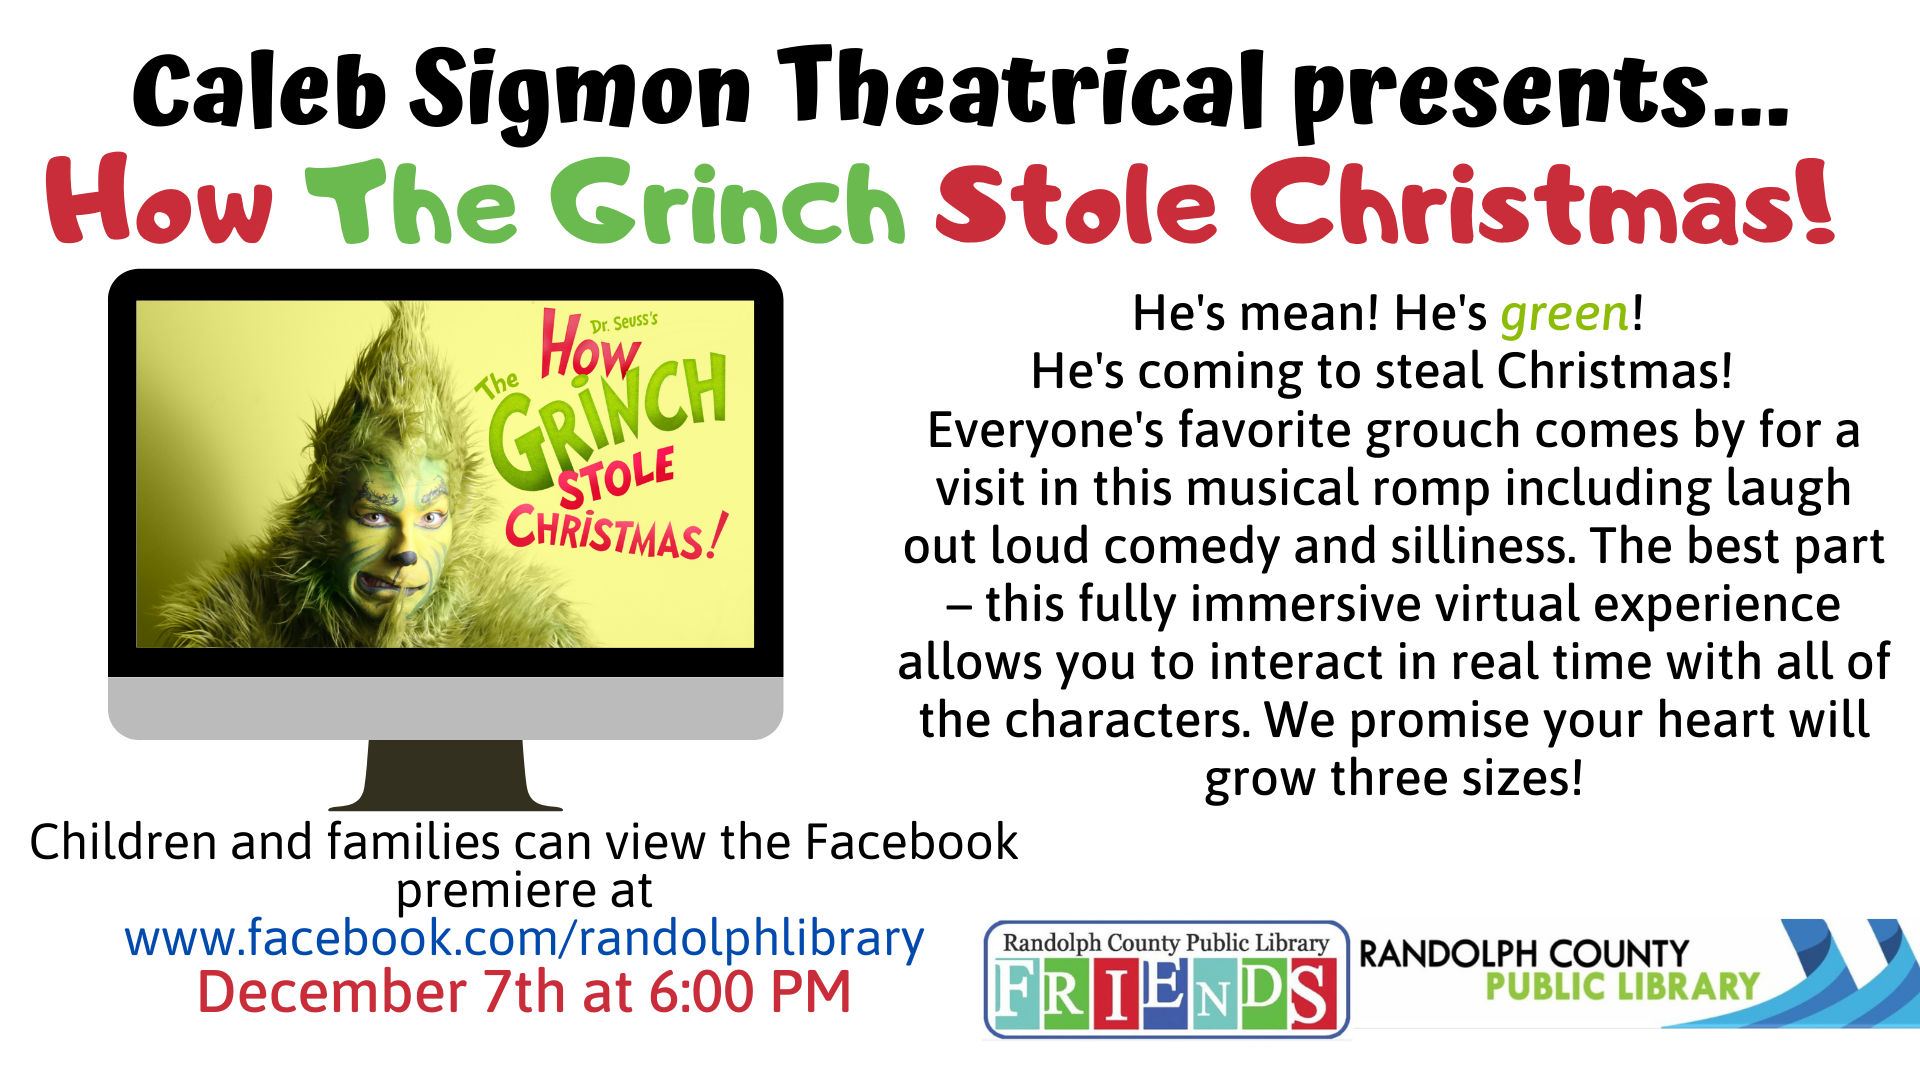 Caleb Sigmon Theatrical presents...
How The Grinch Stole Christmas!
Dr. Seuss's
How
The
GRiNCH
STOLE
CHRiSTMAS!
He's mean! He's green!
He's coming to steal Christmas!
Everyone's favorite grouch comes by for a
visit in this musical romp including laugh
out loud comedy and silliness. The best part
– this fully immersive virtual experience
allows you to interact in real time with all of
the characters. We promise your heart will
grow three sizes!
Children and families can view the Facebook
premiere at
www.facebook.com/randolphlibrary
December 7th at 6:00 PM
Randolph County Public Library
FRIENDS
RANDOLPH COUNTY
PUBLIC LIBRARY